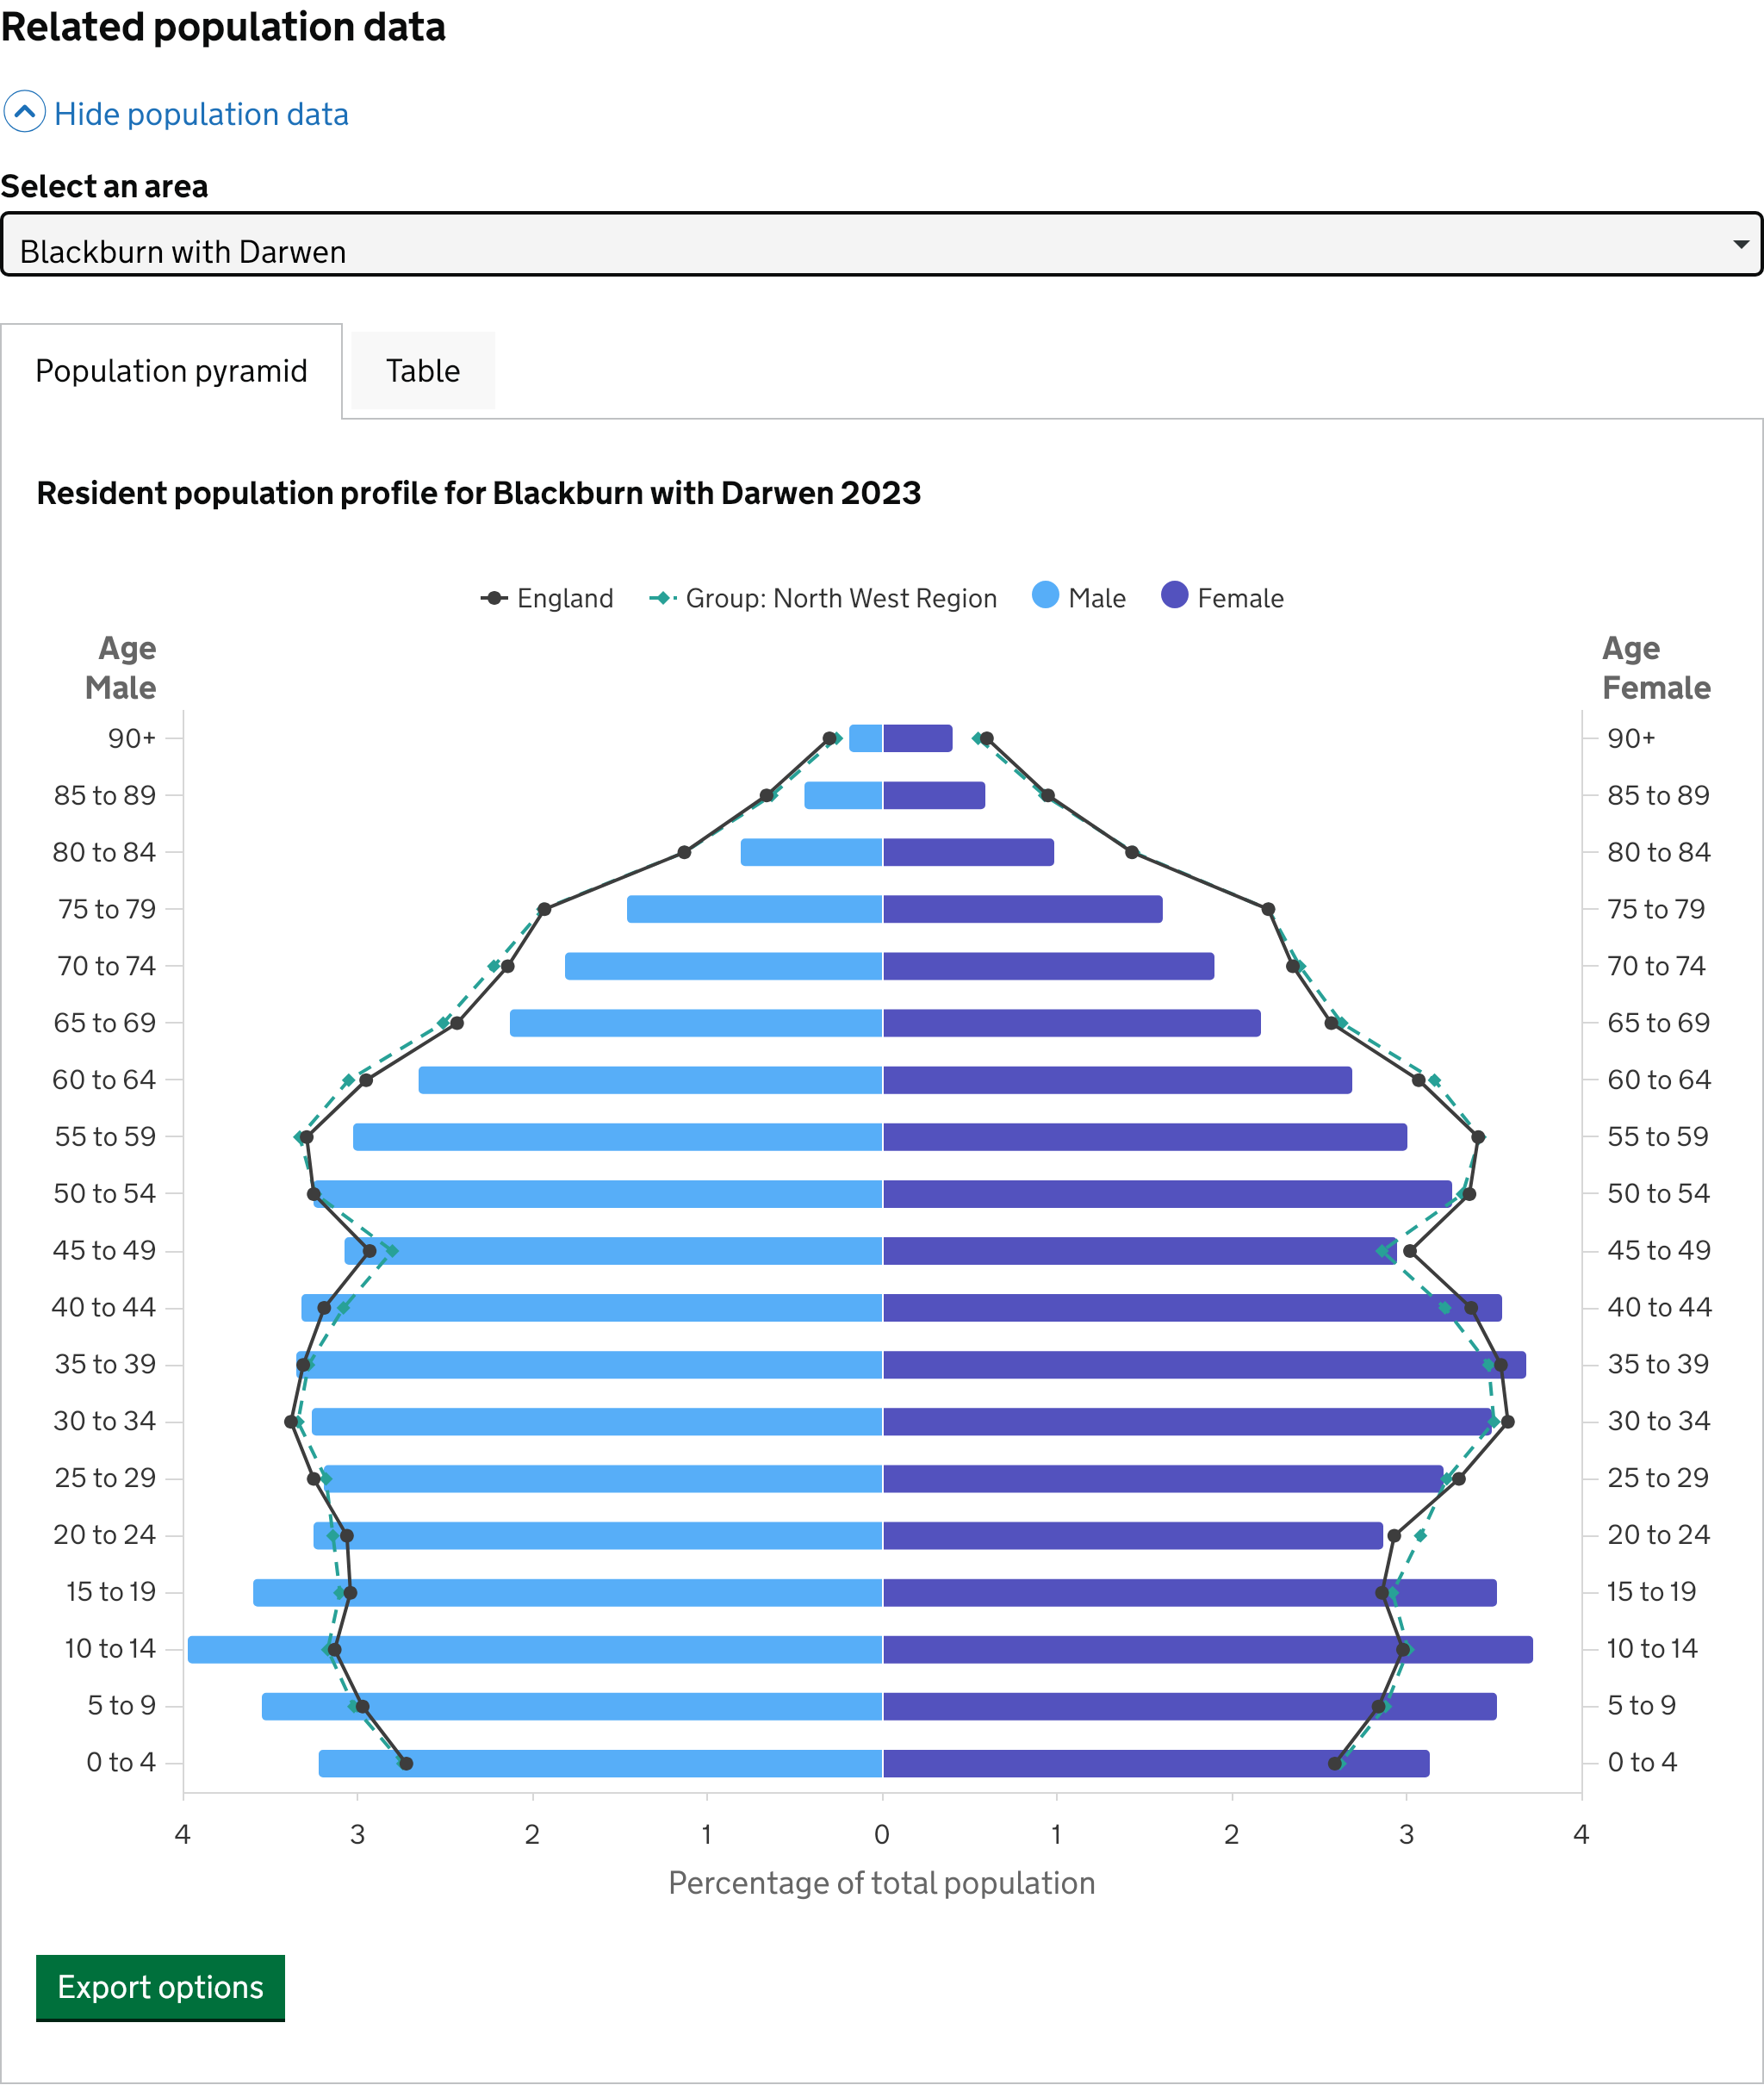 Related population data
Hide population data
Select an area
Blackburn with Darwen
Population pyramid
Table
Resident population profile for Blackburn with Darwen 2023
England
Group: North West Region
Male
Female
Age
Male
Age
Female
90+
90+
85 to 89
85 to 89
80 to 84
80 to 84
75 to 79
75 to 79
70 to 74
70 to 74
65 to 69
65 to 69
60 to 64
60 to 64
55 to 59
55 to 59
50 to 54
50 to 54
45 to 49
45 to 49
40 to 44
40 to 44
35 to 39
35 to 39
30 to 34
30 to 34
25 to 29
25 to 29
20 to 24
20 to 24
15 to 19
15 to 19
10 to 14
10 to 14
5 to 9
5 to 9
0 to 4
0 to 4
4 3 2 1 0 1 2 3 4
Percentage of total population
Export options